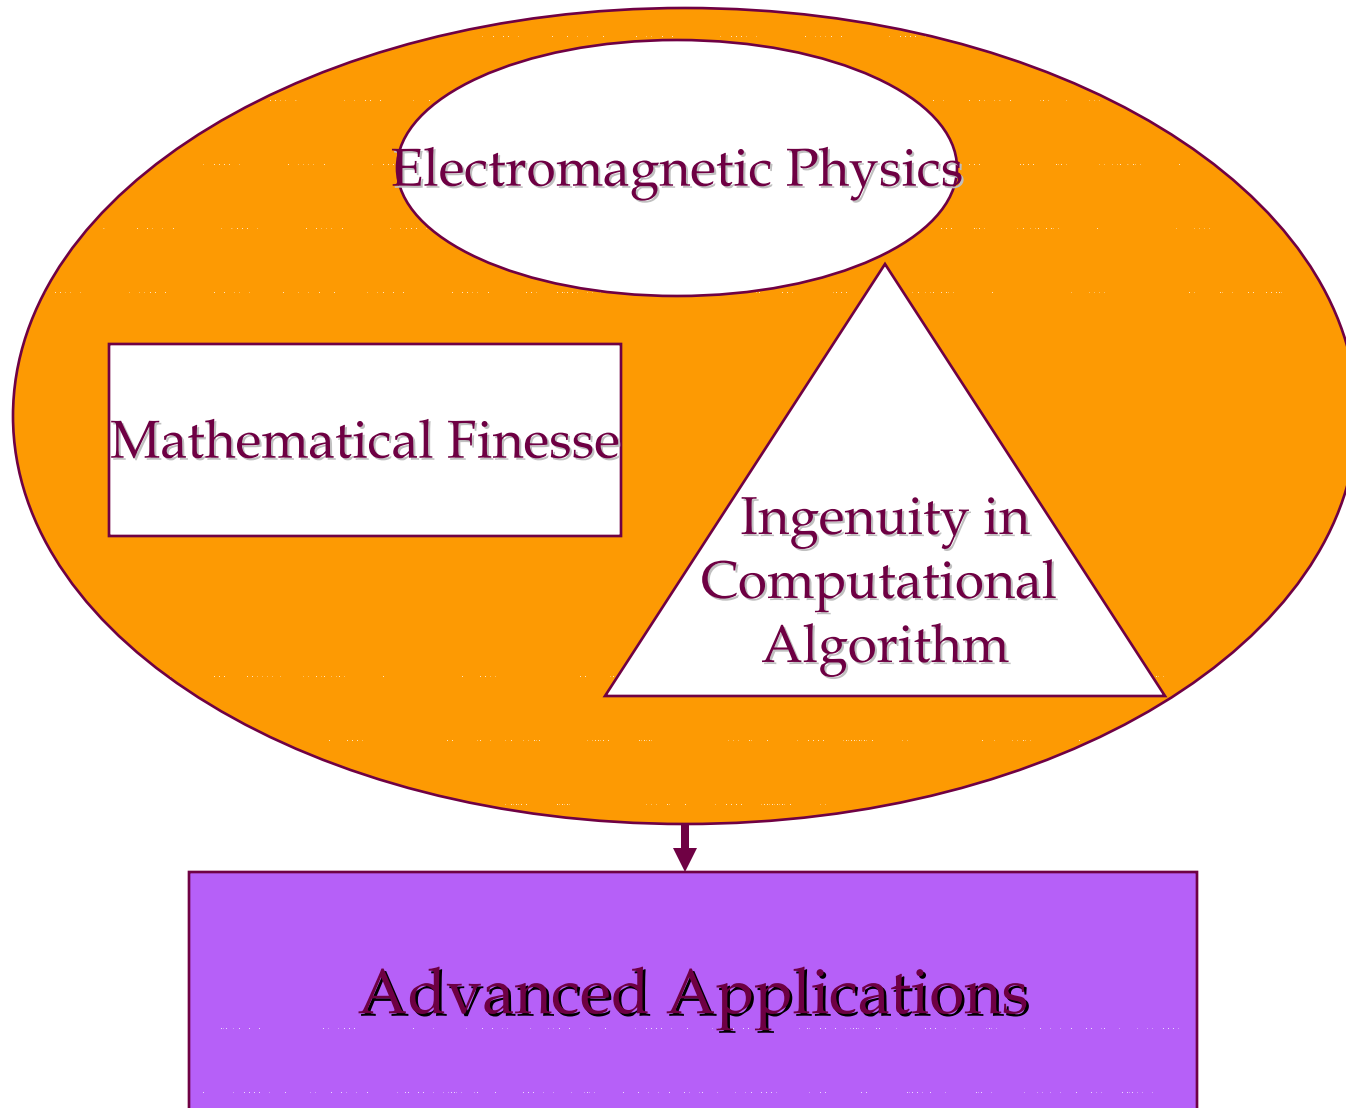 Electromagnetic Physics
Mathematical Finesse
Ingenuity in
Computational
Algorithm
Advanced Applications